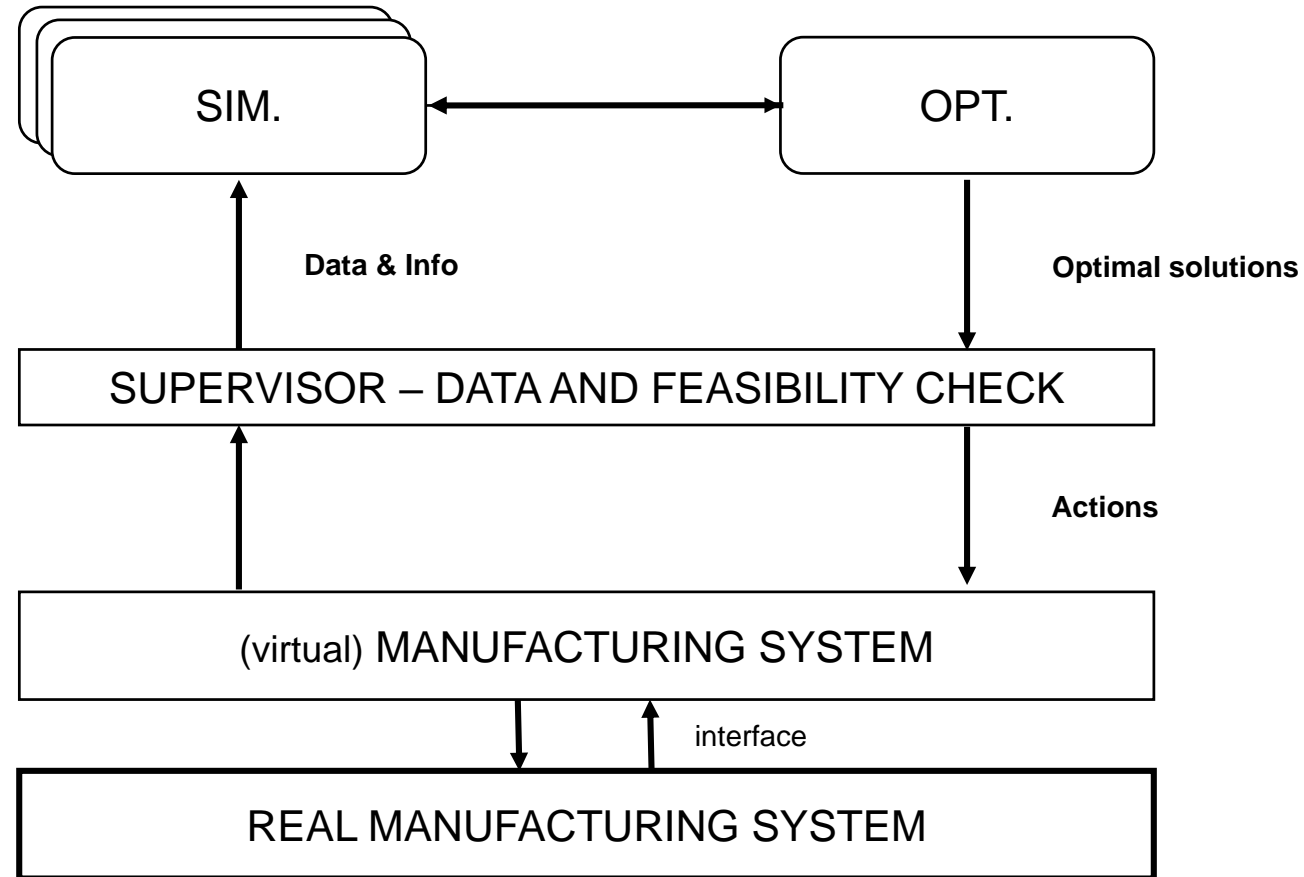 SIM.
OPT.
Data & Info
Optimal solutions
SUPERVISOR – DATA AND FEASIBILITY CHECK
Actions
(virtual) MANUFACTURING SYSTEM
interface
REAL MANUFACTURING SYSTEM